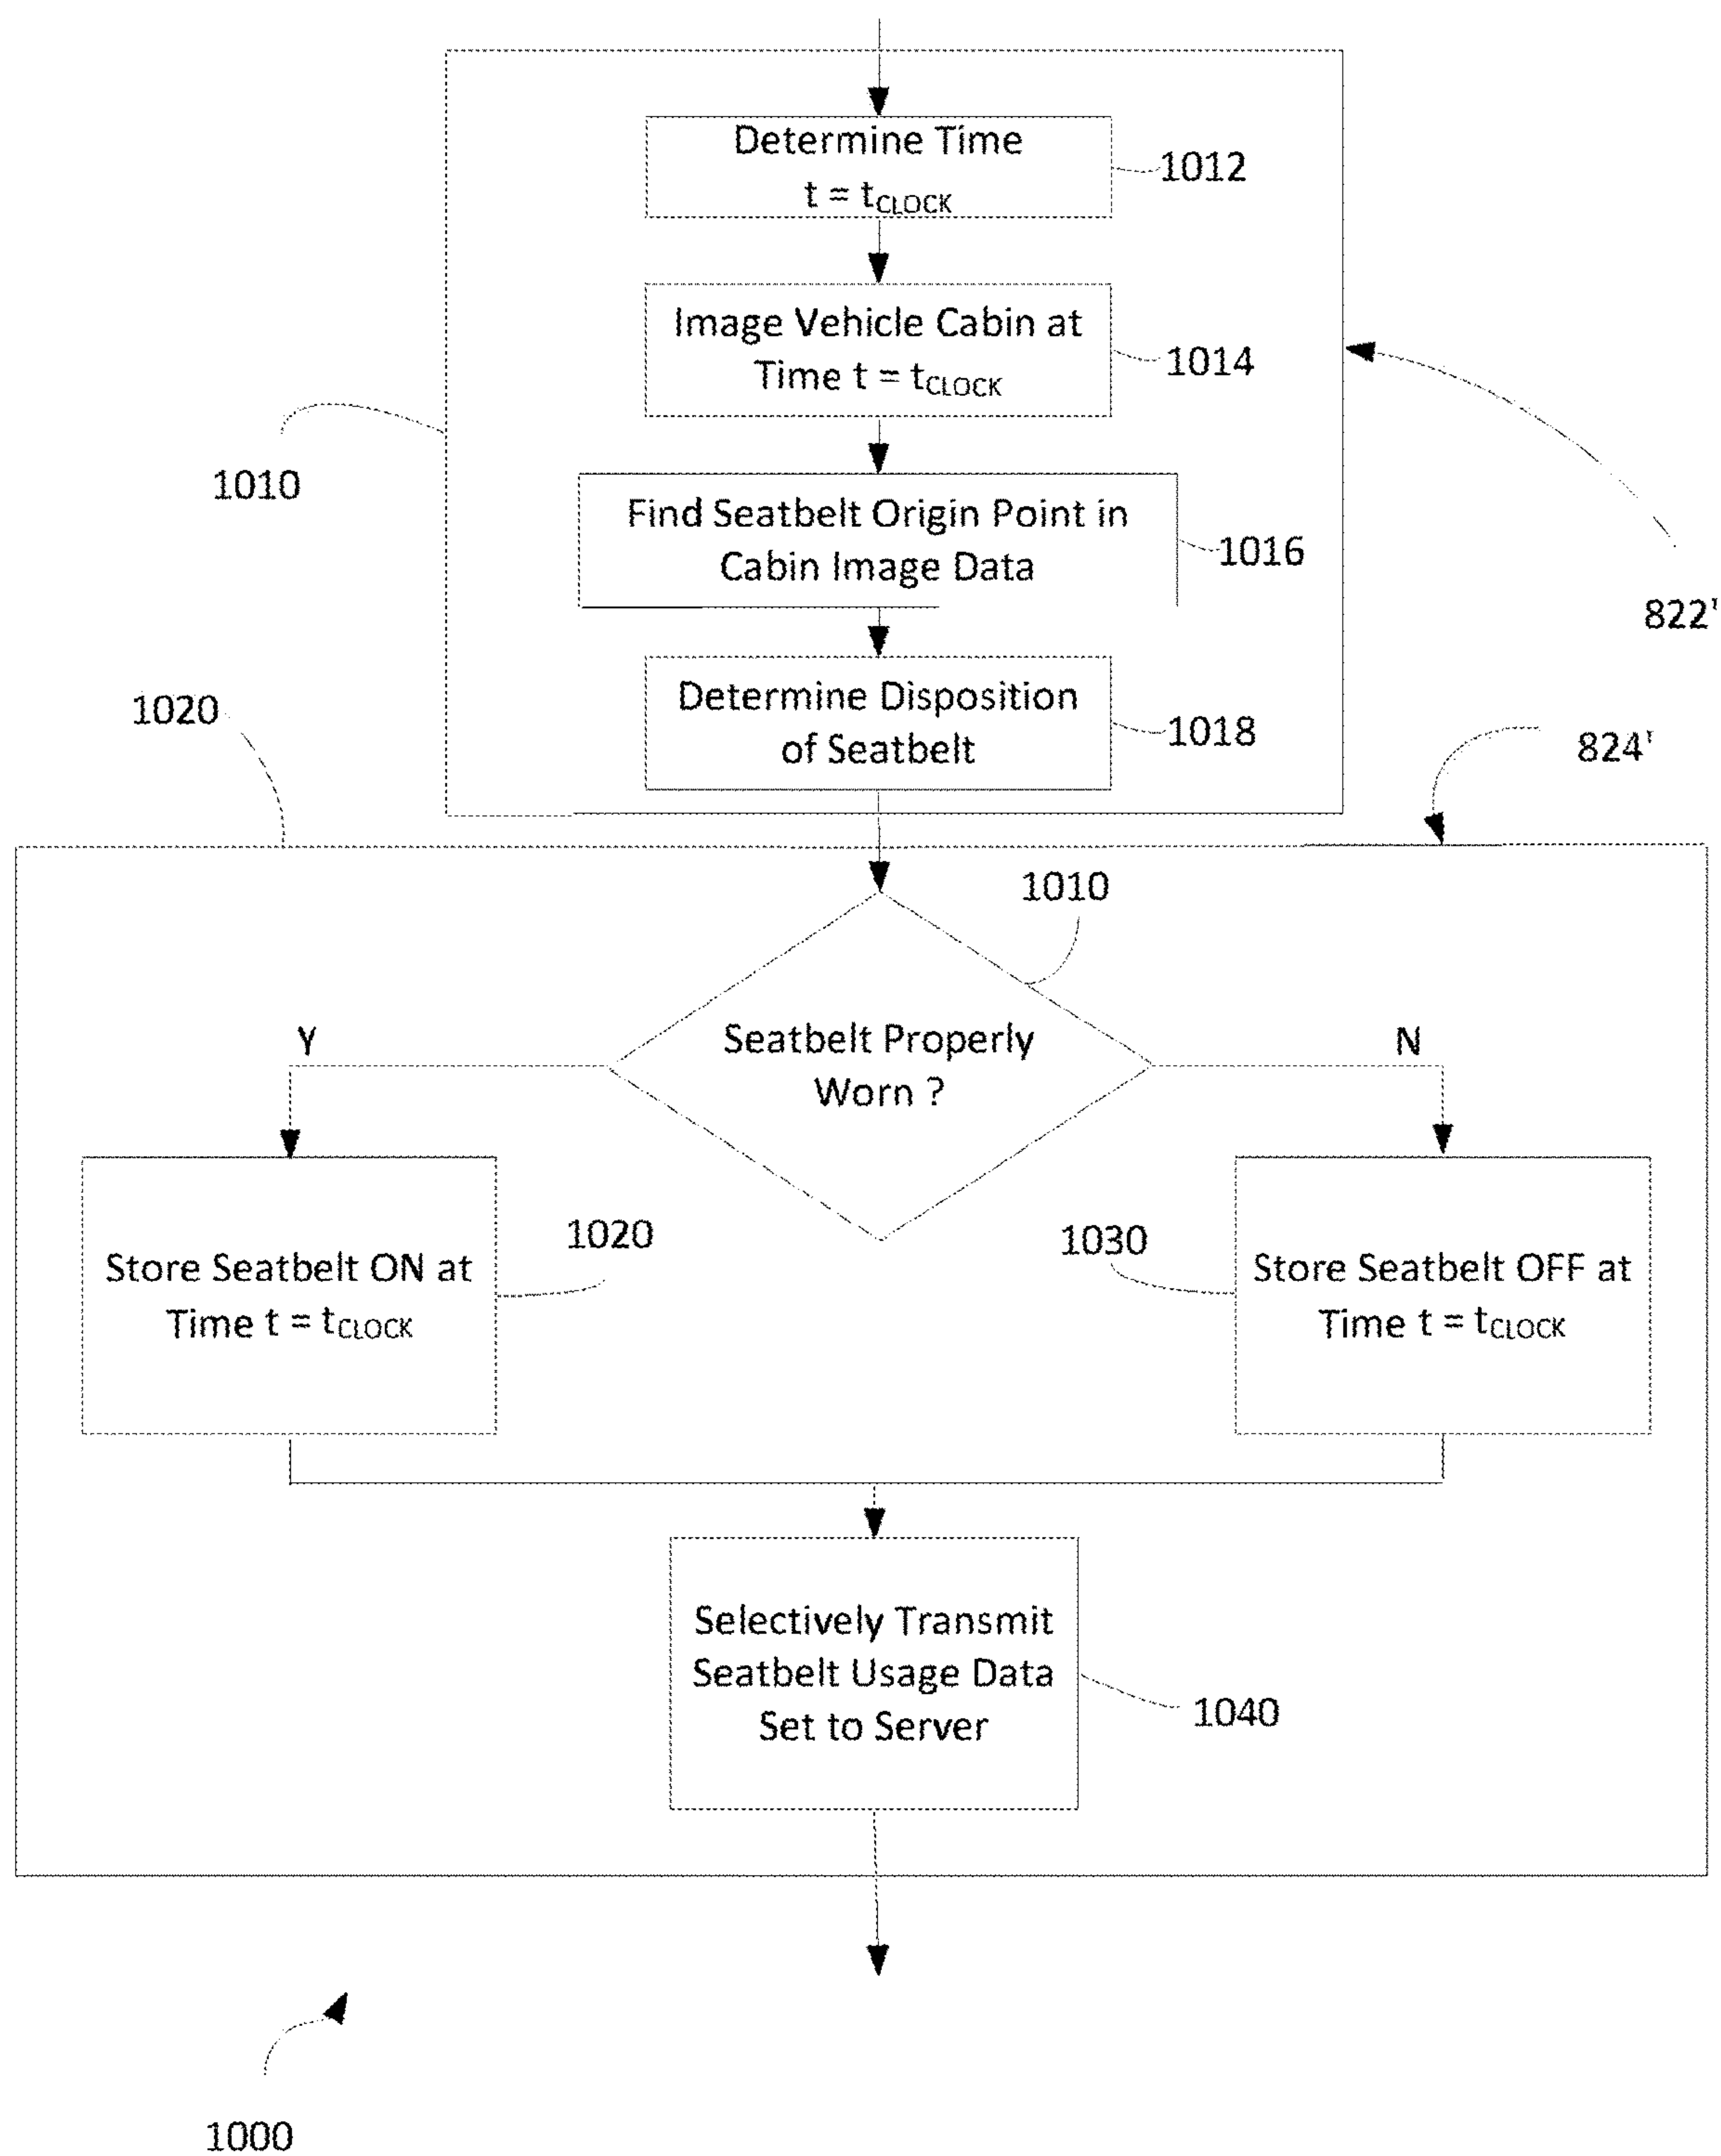 Determine Time
t = tCLOCK
1012
Image Vehicle Cabin at
Time t = tCLOCK
1014
1010
Find Seatbelt Origin Point in
Cabin Image Data
1016
822'
Determine Disposition
of Seatbelt
1018
1020
824'
1010
Seatbelt Properly
Worn ?
Y
N
Store Seatbelt ON at
Time t = tCLOCK
1020
1030
Store Seatbelt OFF at
Time t = tCLOCK
Selectively Transmit
Seatbelt Usage Data
Set to Server
1040
1000